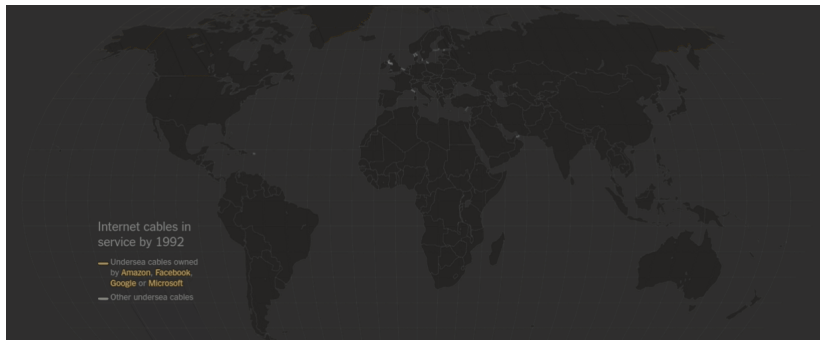 Internet cables in
service by 1992
Undersea cables owned
by Amazon, Facebook,
Google or Microsoft
Other undersea cables